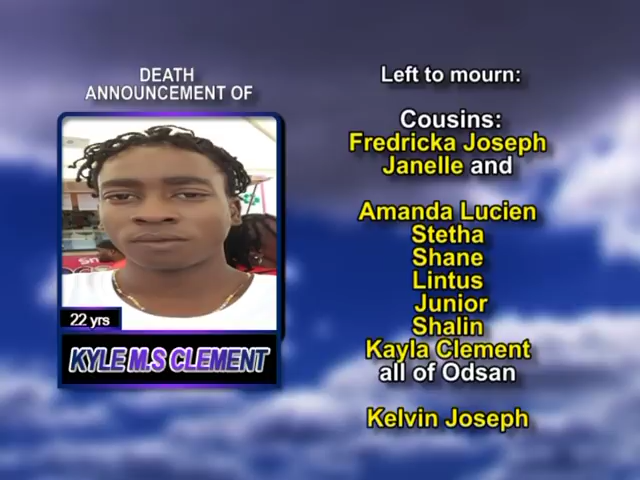 DEATH
ANNOUNCEMENT OF
22 yrs
KYLE M.S CLEMENT
Left to mourn:
Cousins:
Fredricka Joseph
Janelle and
Amanda Lucien
Stetha
Shane
Lintus
Junior
Shalin
Kayla Clement
all of Odsan
Kelvin Joseph